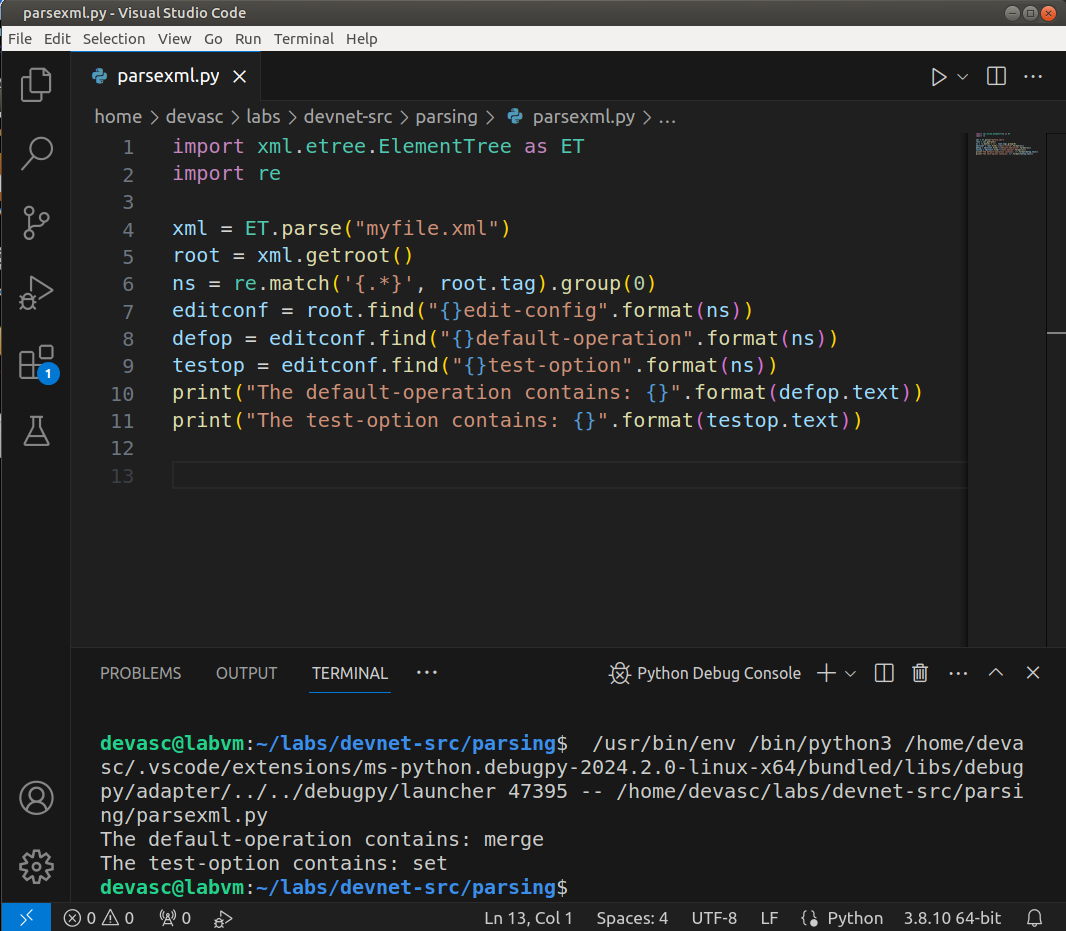 parsexml.py - Visual Studio Code
File Edit Selection View Go Run Terminal Help
parsexml.py
home > devasc > labs > devnet-src > parsing > parsexml.py > ...
1 import xml.etree.ElementTree as ET
2 import re
3
4 xml = ET.parse("myfile.xml")
5 root = xml.getroot()
6 ns = re.match('{.*}', root.tag).group(0)
7 editconf = root.find("{}edit-config".format(ns))
8 defop = editconf.find("{}default-operation".format(ns))
9 testop = editconf.find("{}test-option".format(ns))
10 print("The default-operation contains: {}".format(defop.text))
11 print("The test-option contains: {}".format(testop.text))
12
13
1
PROBLEMS OUTPUT TERMINAL ··· Python Debug Console
devasc@labvm:~/labs/devnet-src/parsing$  /usr/bin/env /bin/python3 /home/deva
sc/.vscode/extensions/ms-python.debugpy-2024.2.0-linux-x64/bundled/libs/debug
py/adapter/../../debugpy/launcher 47395 -- /home/devasc/labs/devnet-src/parsi
ng/parsexml.py
The default-operation contains: merge
The test-option contains: set
devasc@labvm:~/labs/devnet-src/parsing$
0 0 0 Ln 13, Col 1 Spaces: 4 UTF-8 LF Python 3.8.10 64-bit